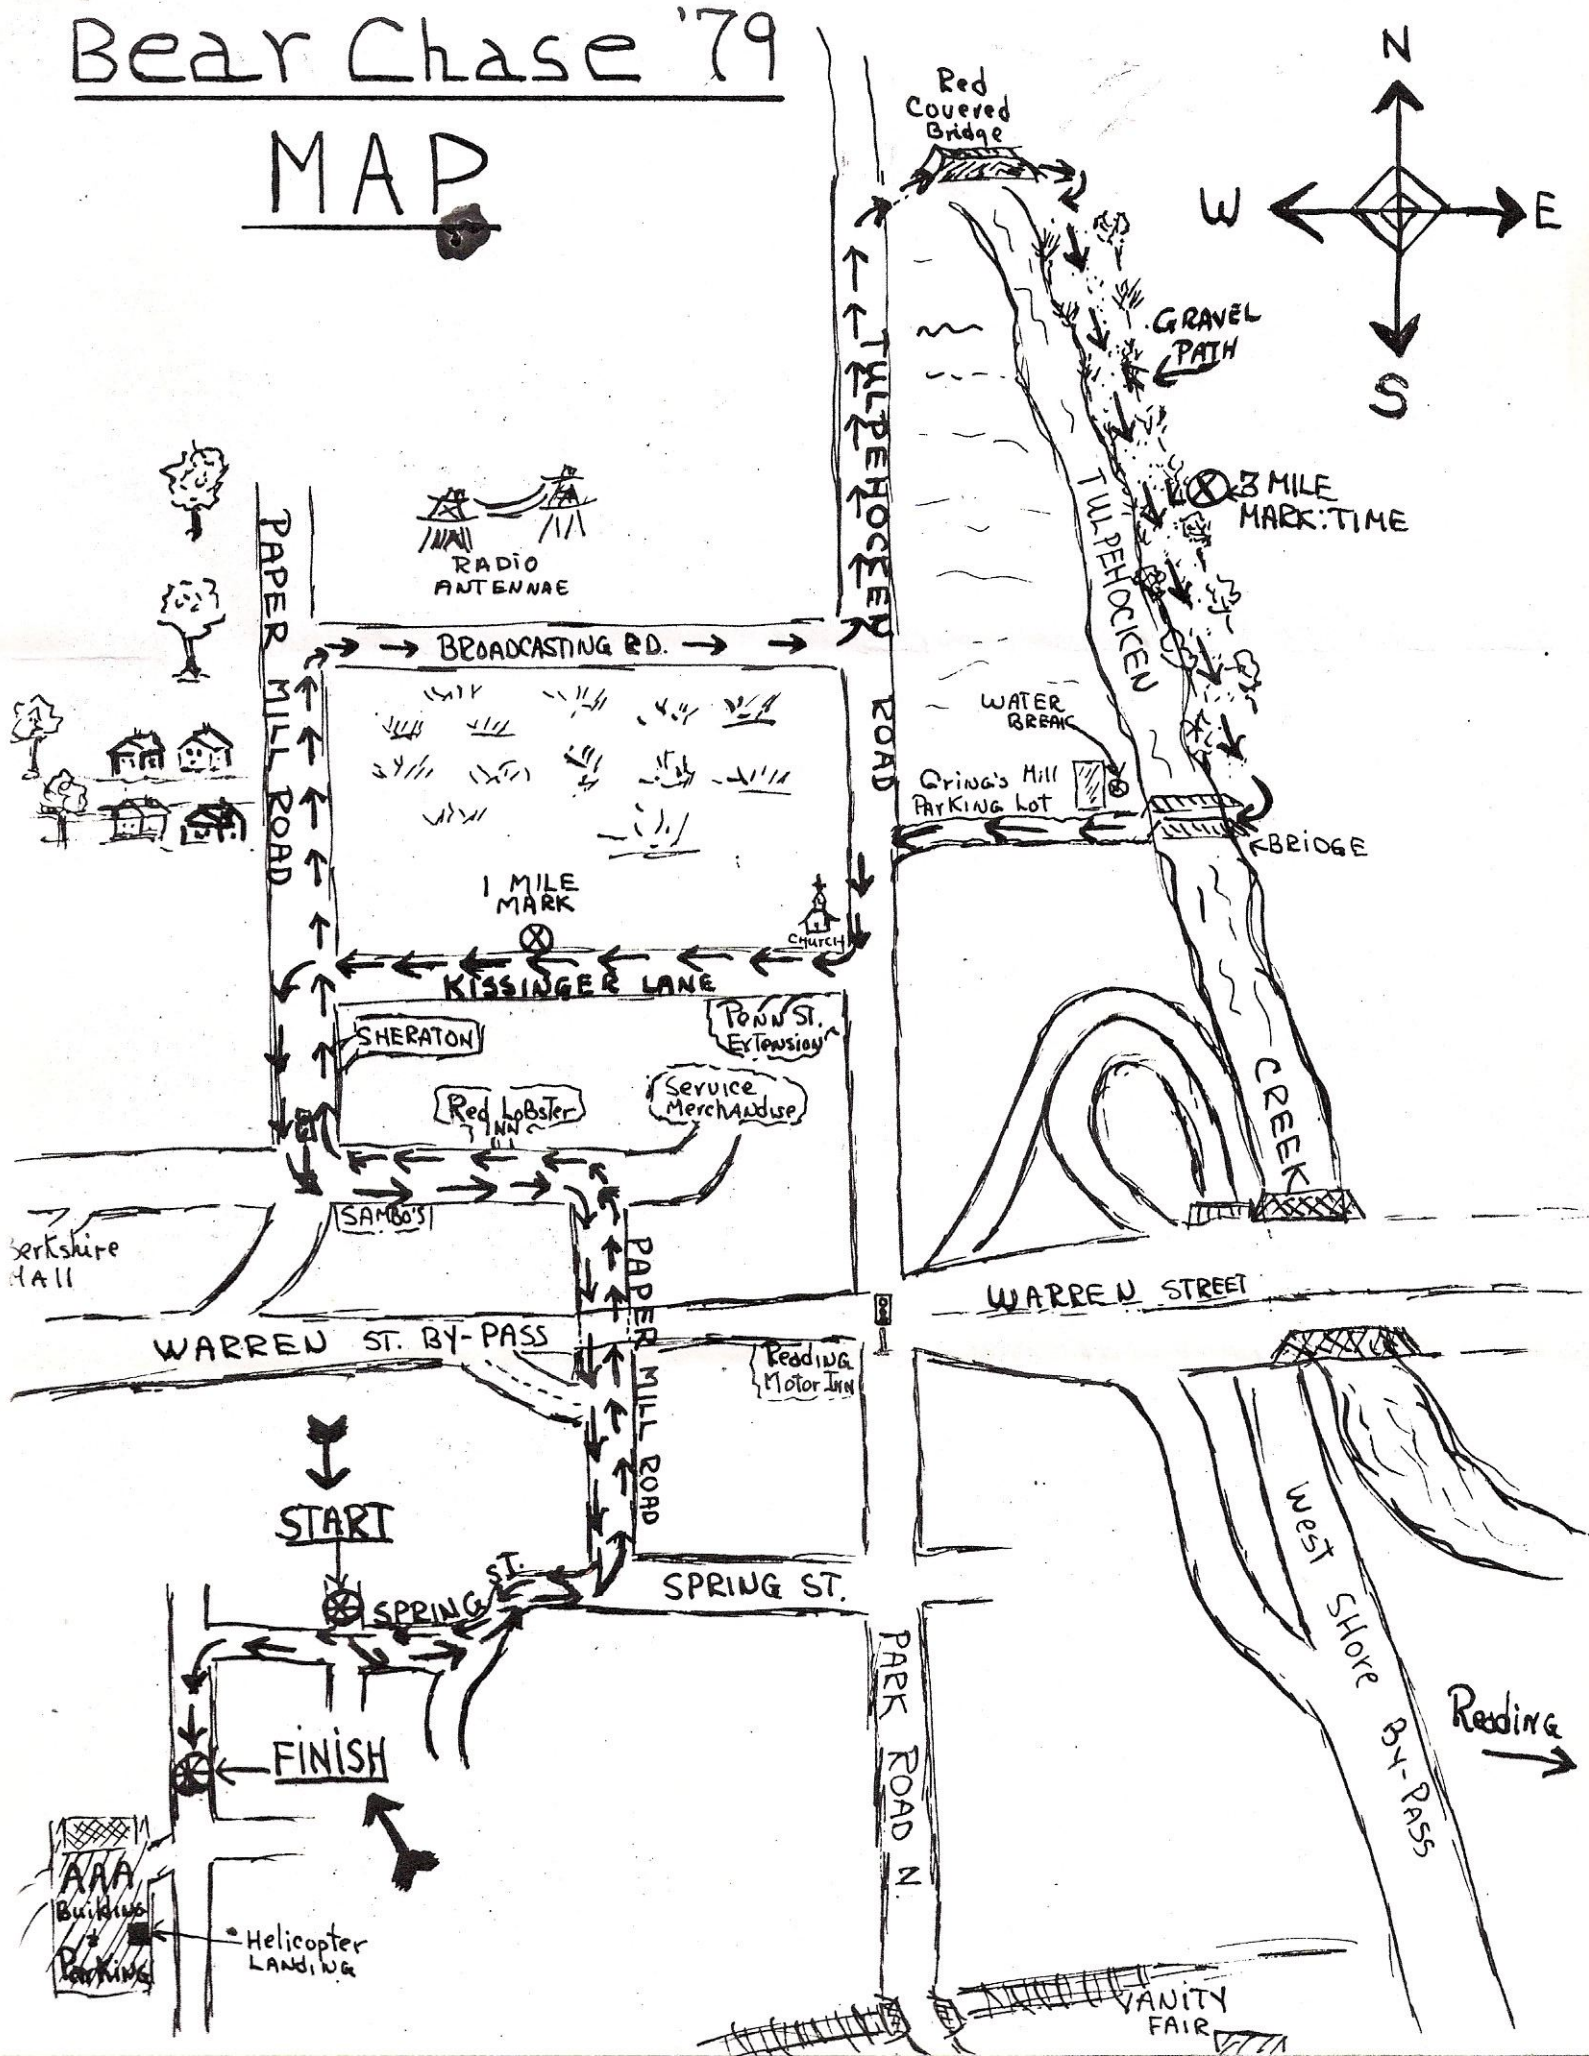 Bear Chase '79
MAP
Red
Covered
Bridge
N
W
E
S
GRAVEL
PATH
3 MILE
MARK: TIME
TULPEHOCKEN
ROAD
TULPEHOCKEN
CREEK
RADIO
ANTENNAE
PAPER MILL ROAD
BROADCASTING RD.
WATER
BREAK
Gring's Mill
Parking Lot
BRIDGE
1 MILE
MARK
CHURCH
KISSINGER LANE
SHERATON
PENN ST.
Extension
Red Lobster
INN
Service
Merchandise
SAMBO'S
Berkshire
HAll
PAPER MILL ROAD
WARREN STREET
WARREN ST. BY-PASS
Reading
Motor Inn
START
SPRING ST.
SPRING ST.
West SHore By-PASS
PARK ROAD N.
Reading
FINISH
AAA
Building
+
Parking
Helicopter
LANDING
VANITY
FAIR